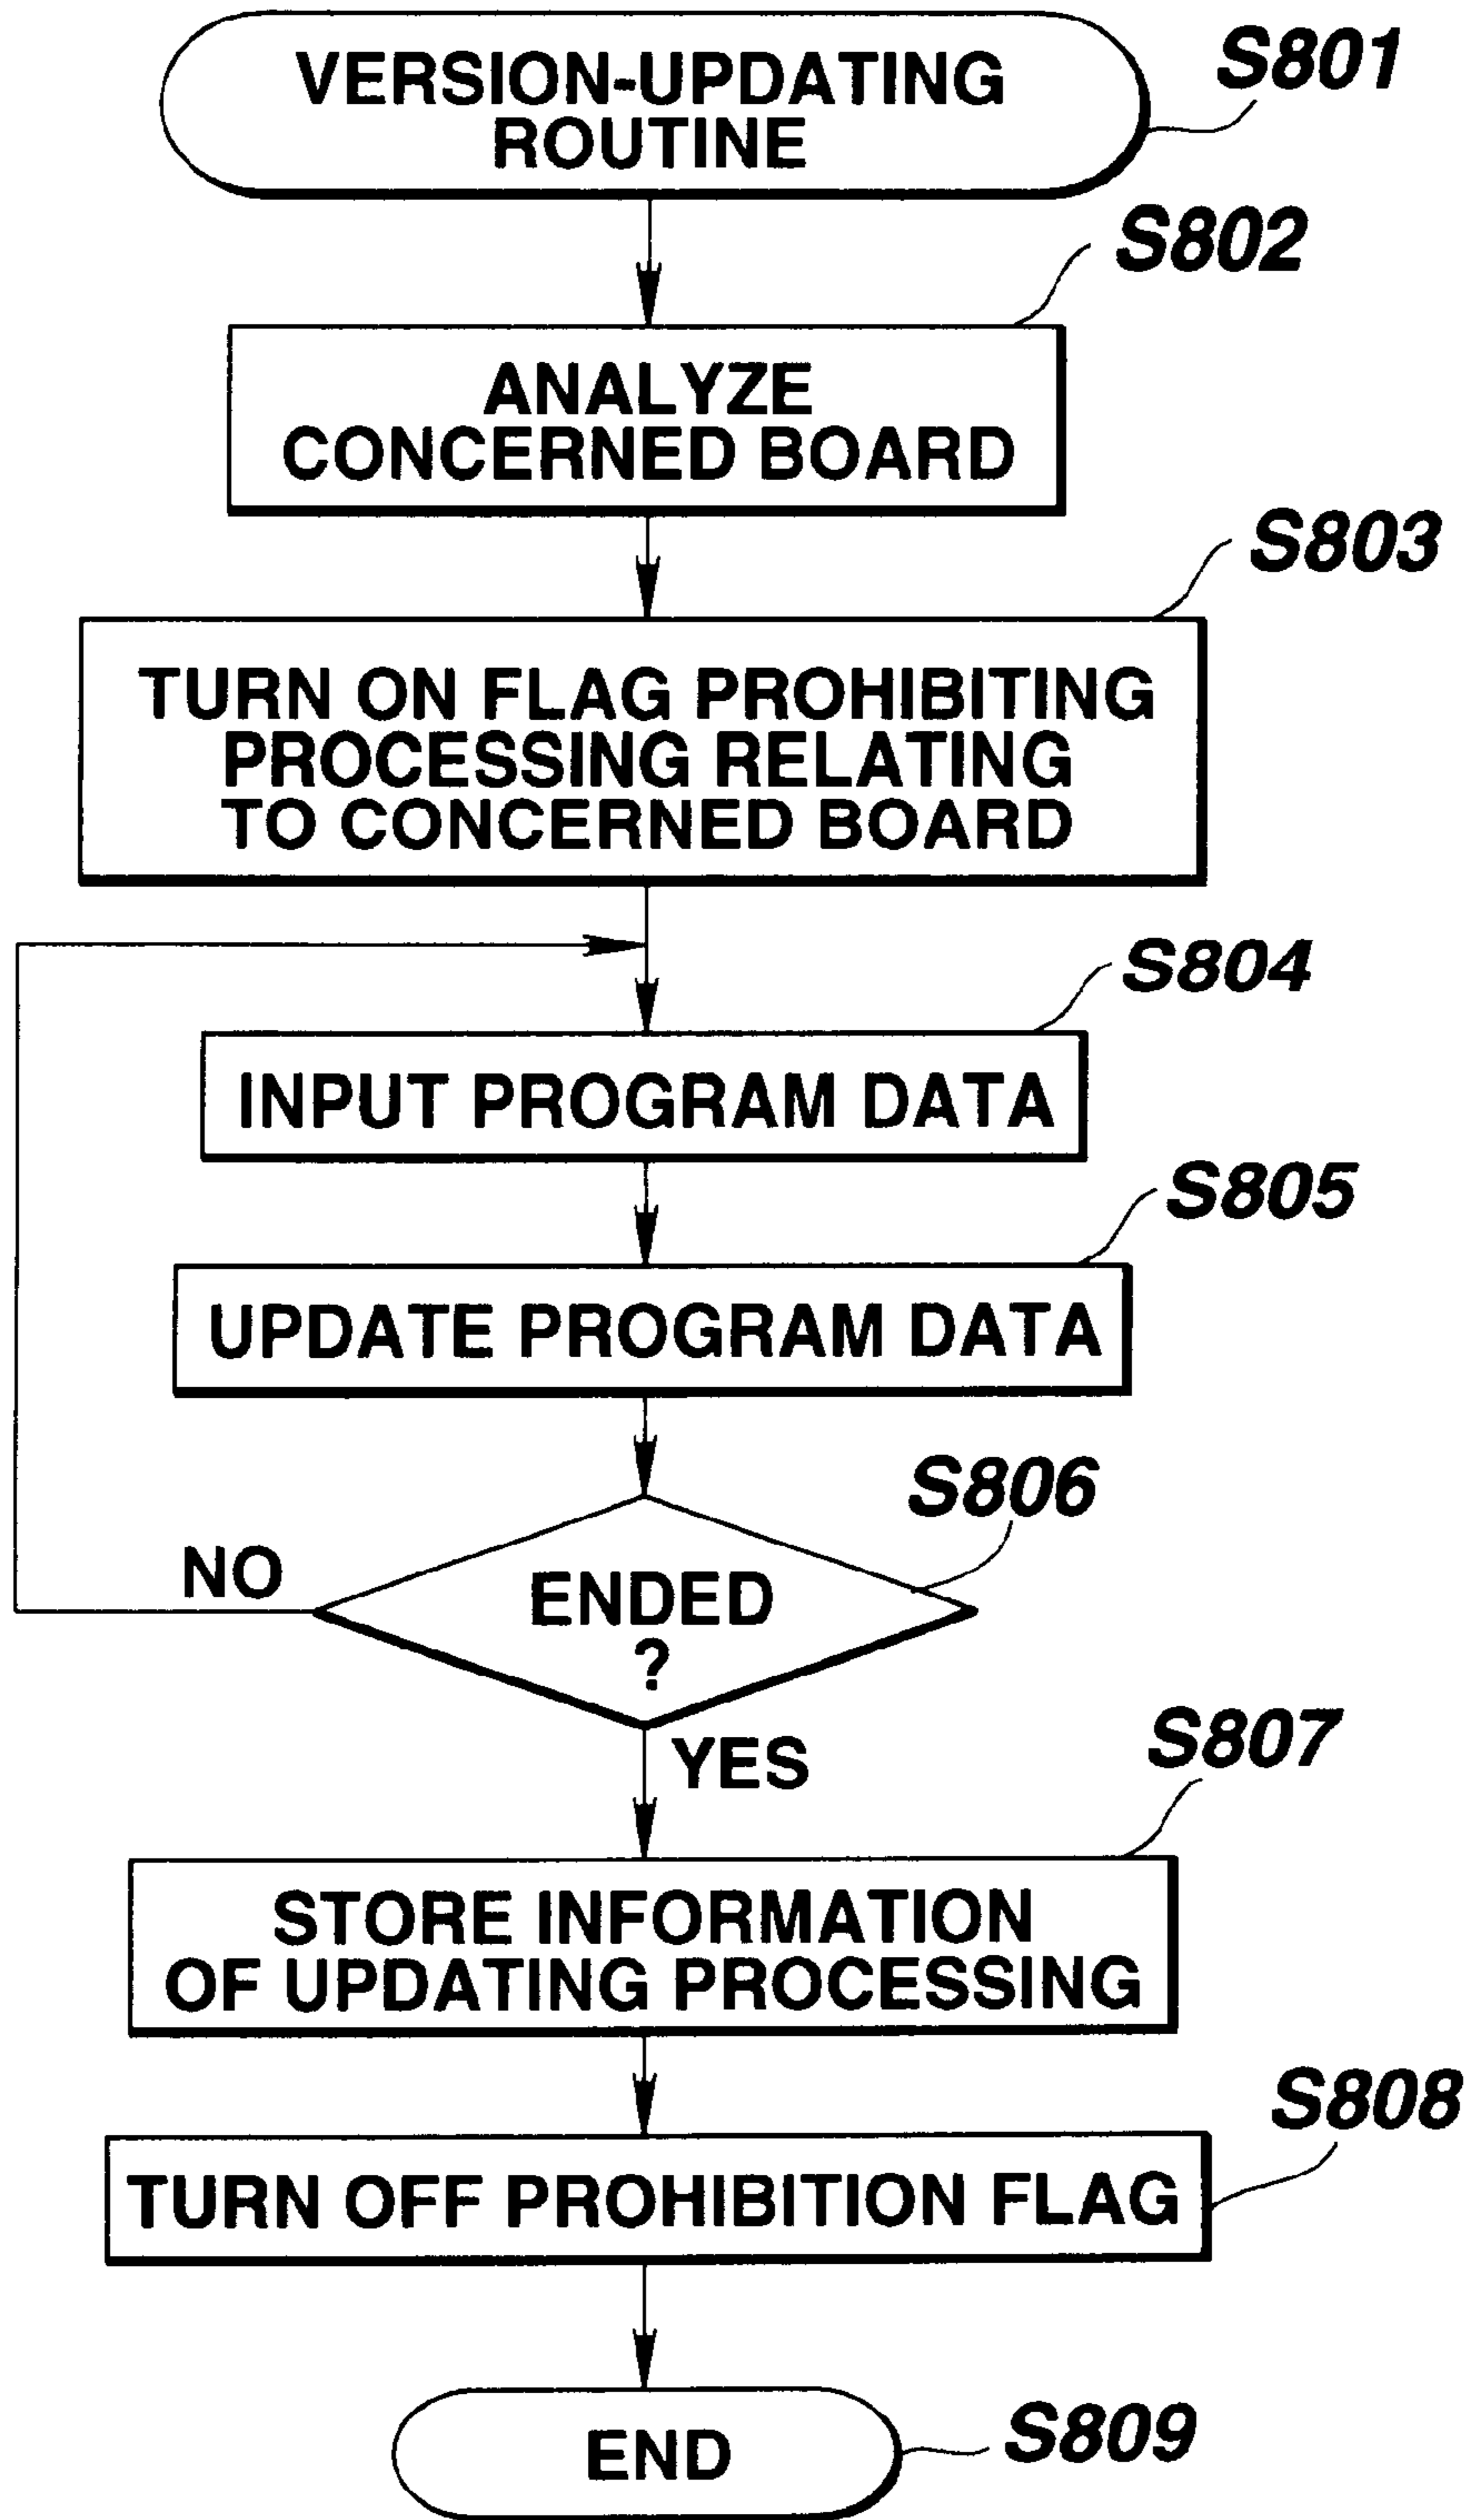 VERSION-UPDATING
ROUTINE
S801
S802
ANALYZE
CONCERNED BOARD
S803
TURN ON FLAG PROHIBITING
PROCESSING RELATING
TO CONCERNED BOARD
S804
INPUT PROGRAM DATA
S805
UPDATE PROGRAM DATA
S806
NO
ENDED
?
YES
S807
STORE INFORMATION
OF UPDATING PROCESSING
S808
TURN OFF PROHIBITION FLAG
END
S809